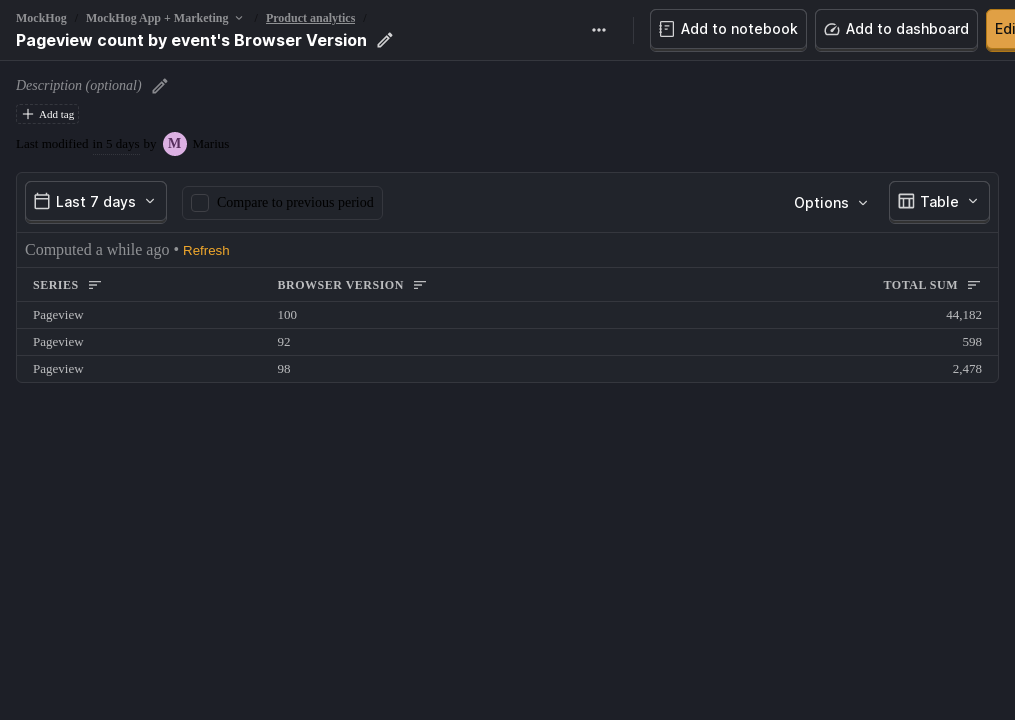 MockHog / MockHog App + Marketing / Product analytics /
Pageview count by event's Browser Version
Add to notebook
Add to dashboard
Edi
Description (optional)
Add tag
Last modified in 5 days by M Marius
Last 7 days
Compare to previous period
Options
Table
Computed a while ago • Refresh
SERIES BROWSER VERSION TOTAL SUM
Pageview 100 44,182
Pageview 92 598
Pageview 98 2,478